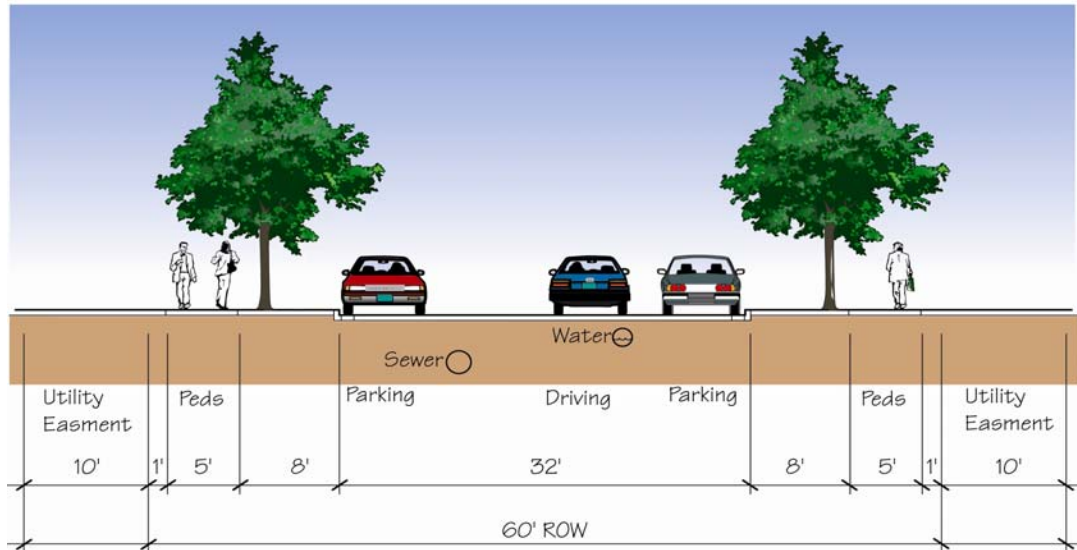 Water
Sewer
Utility
Easment
Peds
Parking
Driving
Parking
Peds
Utility
Easment
10'
1'
5'
8'
32'
8'
5'
1'
10'
60' ROW